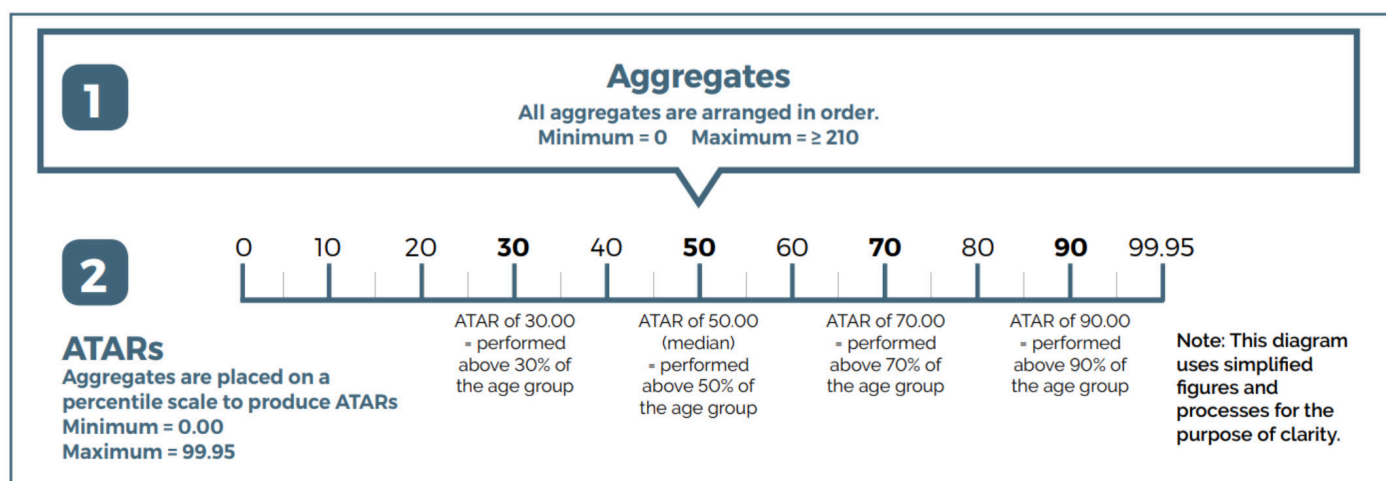 1
Aggregates
All aggregates are arranged in order.
Minimum = 0 Maximum = ≥ 210
2
0 10 20 30 40 50 60 70 80 90 99.95
ATARs
Aggregates are placed on a
percentile scale to produce ATARs
Minimum = 0.00
Maximum = 99.95
ATAR of 30.00
= performed
above 30% of
the age group
ATAR of 50.00
(median)
= performed
above 50% of
the age group
ATAR of 70.00
= performed
above 70% of
the age group
ATAR of 90.00
= performed
above 90% of
the age group
Note: This diagram
uses simplified
figures and
processes for the
purpose of clarity.